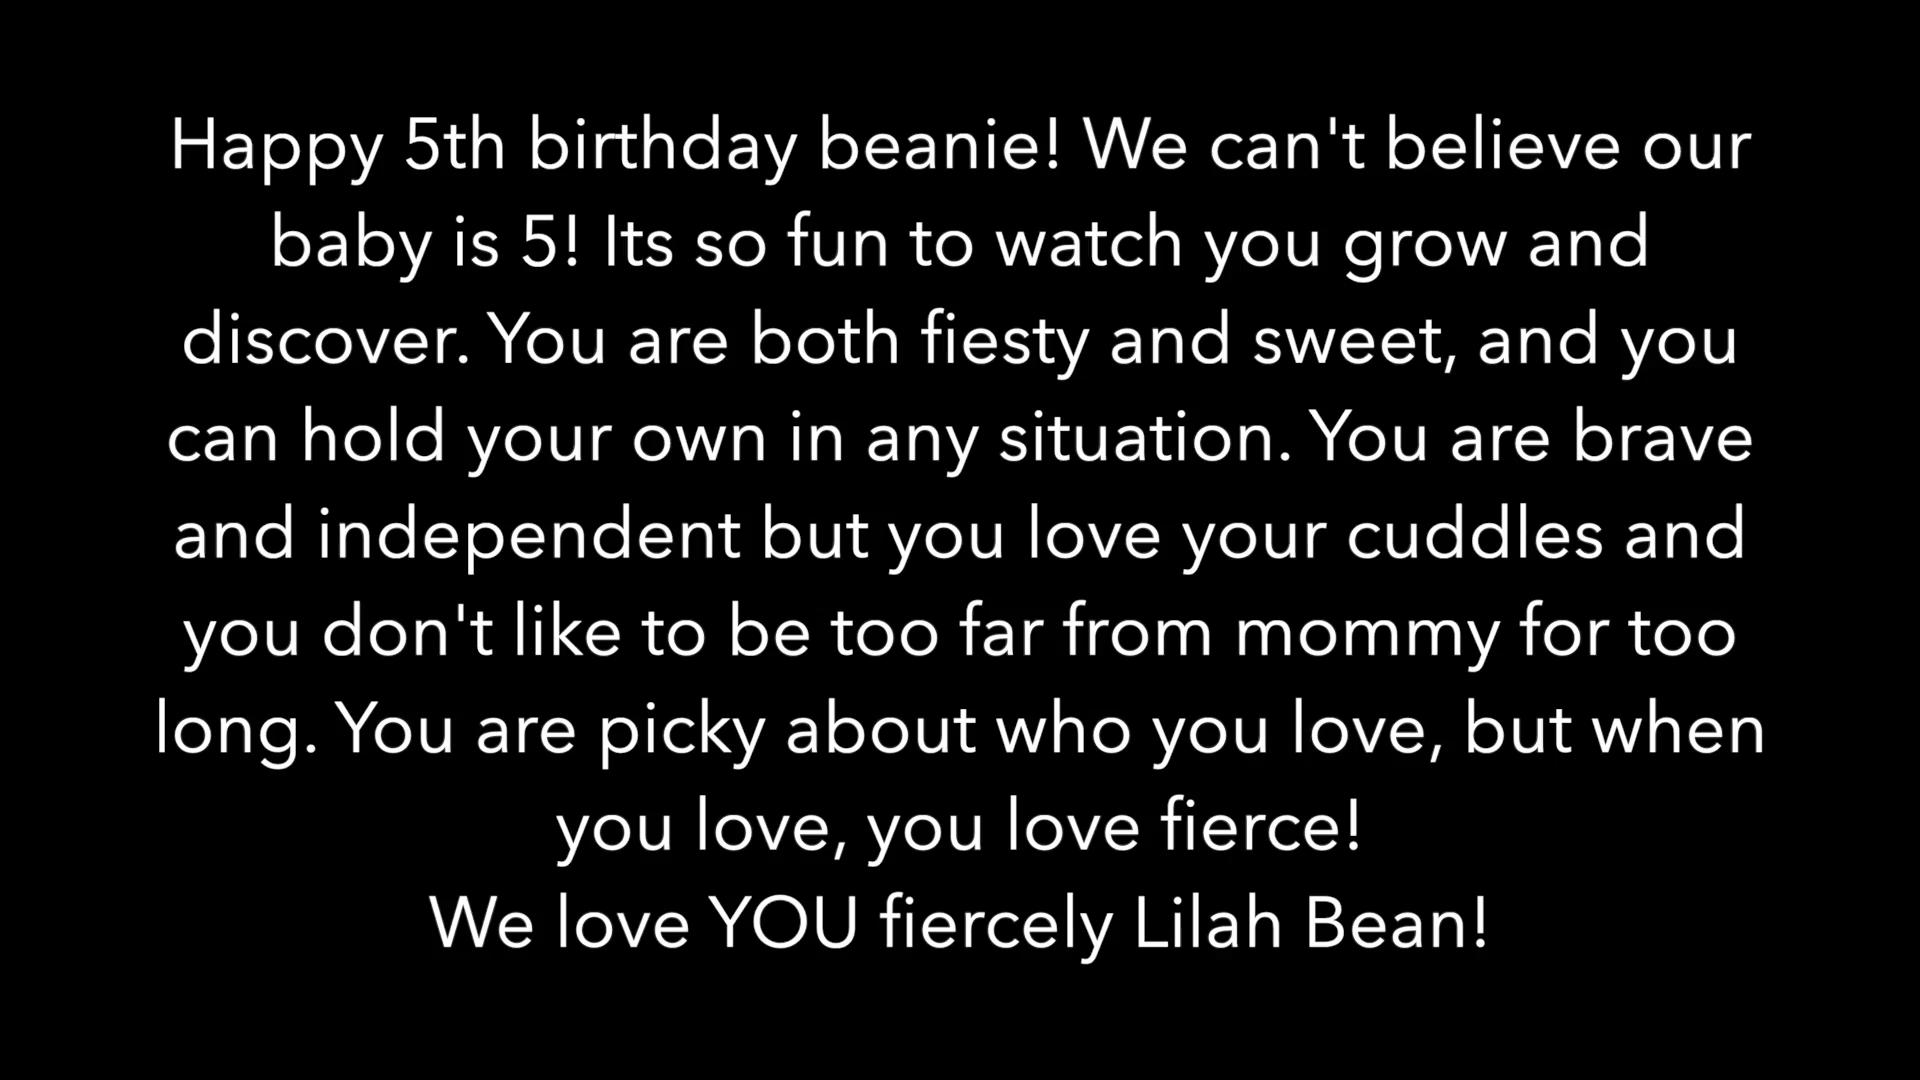 Happy 5th birthday beanie! We can't believe our
baby is 5! Its so fun to watch you grow and
discover. You are both fiesty and sweet, and you
can hold your own in any situation. You are brave
and independent but you love your cuddles and
you don't like to be too far from mommy for too
long. You are picky about who you love, but when
you love, you love fierce!
We love YOU fiercely Lilah Bean!